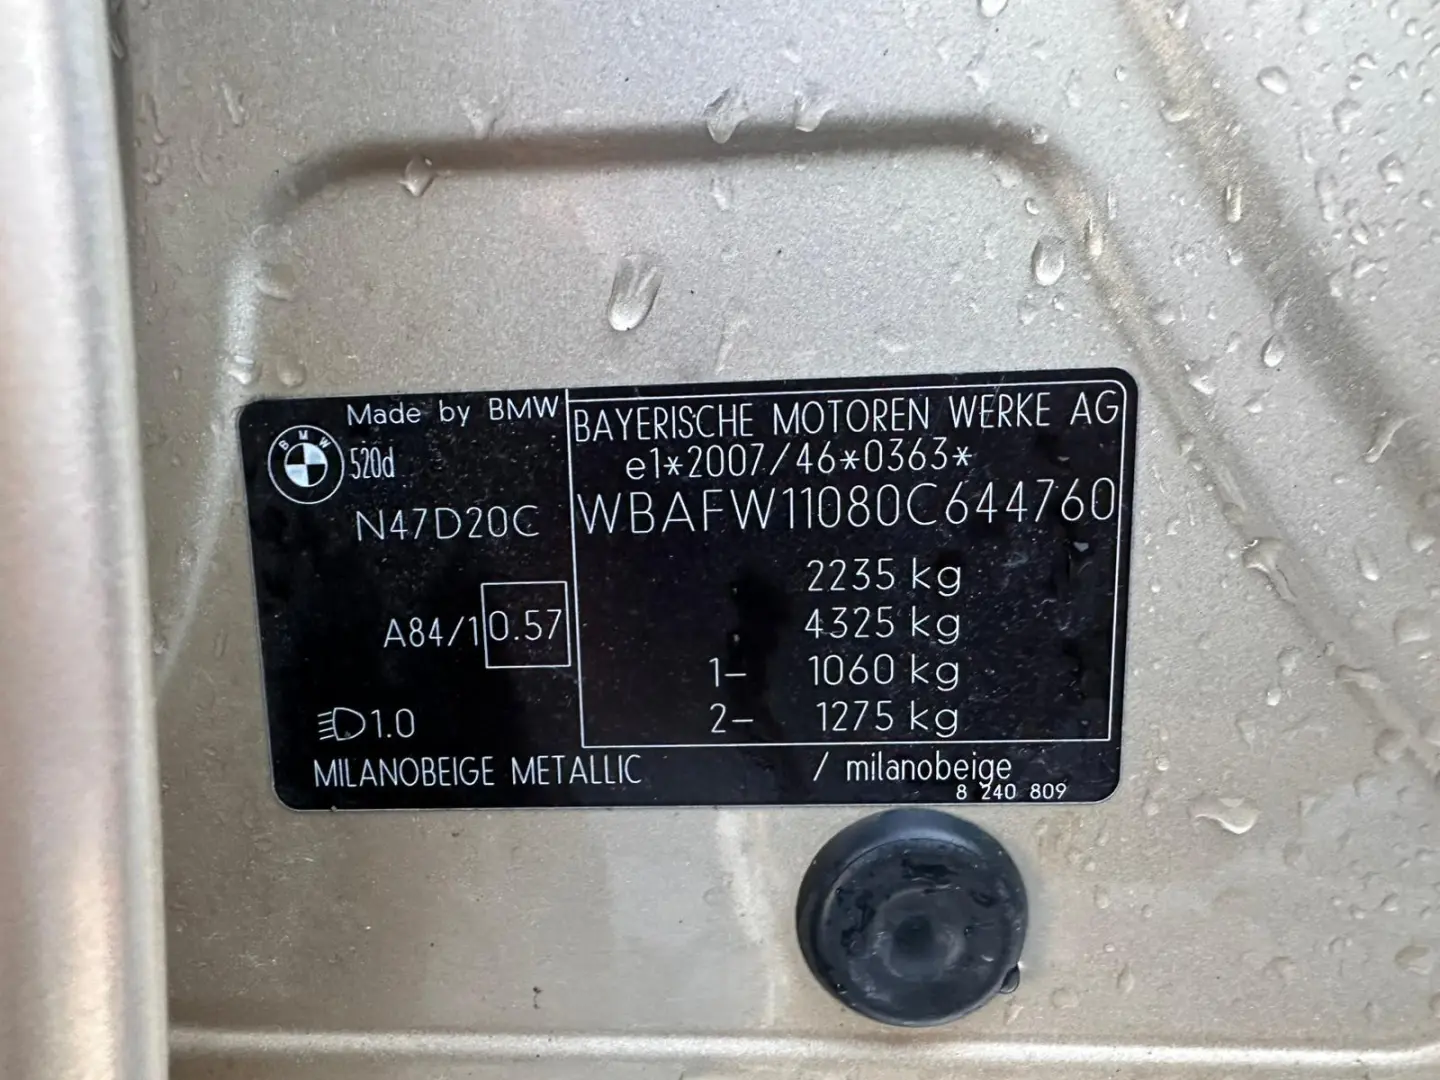 Made by BMW
BMW
520d
N47D20C
A84/1 0.57
1.0
MILANOBEIGE METALLIC / milanobeige
8 240 809
BAYERISCHE MOTOREN WERKE AG
e1*2007/46*0363*
WBAFW11080C644760
2235 kg
4325 kg
1– 1060 kg
2– 1275 kg